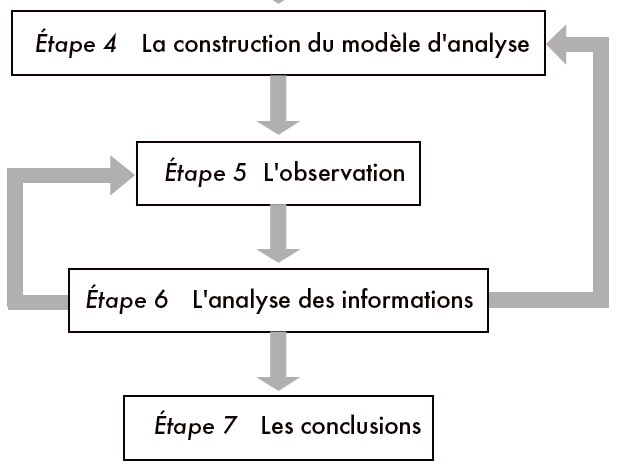 Étape 4 La construction du modèle d'analyse
Étape 5 L'observation
Étape 6 L'analyse des informations
Étape 7 Les conclusions